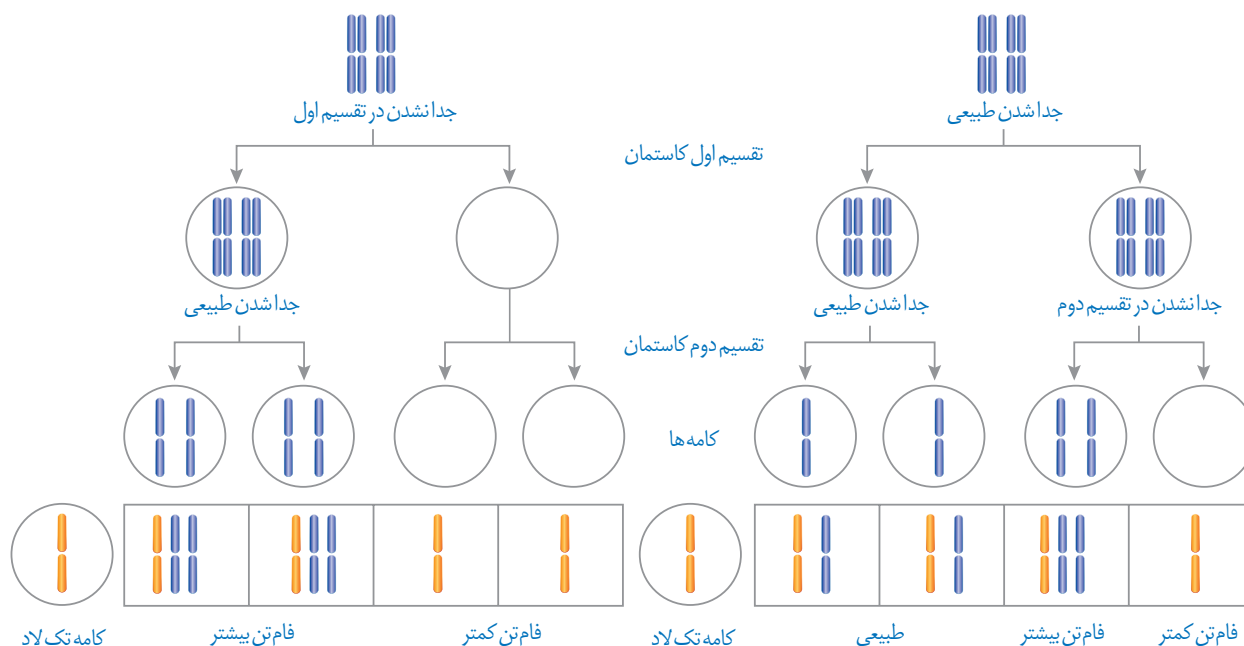 جدا شدن طبیعی
جدا نشدن در تقسیم اول
تقسیم اول کاستمان
جدا نشدن در تقسیم دوم
جدا شدن طبیعی
جدا شدن طبیعی
تقسیم دوم کاستمان
کامه‌ها
فام‌تن کمتر
فام‌تن بیشتر
طبیعی
کامه تک‌لاد
فام‌تن کمتر
فام‌تن بیشتر
کامه تک‌لاد